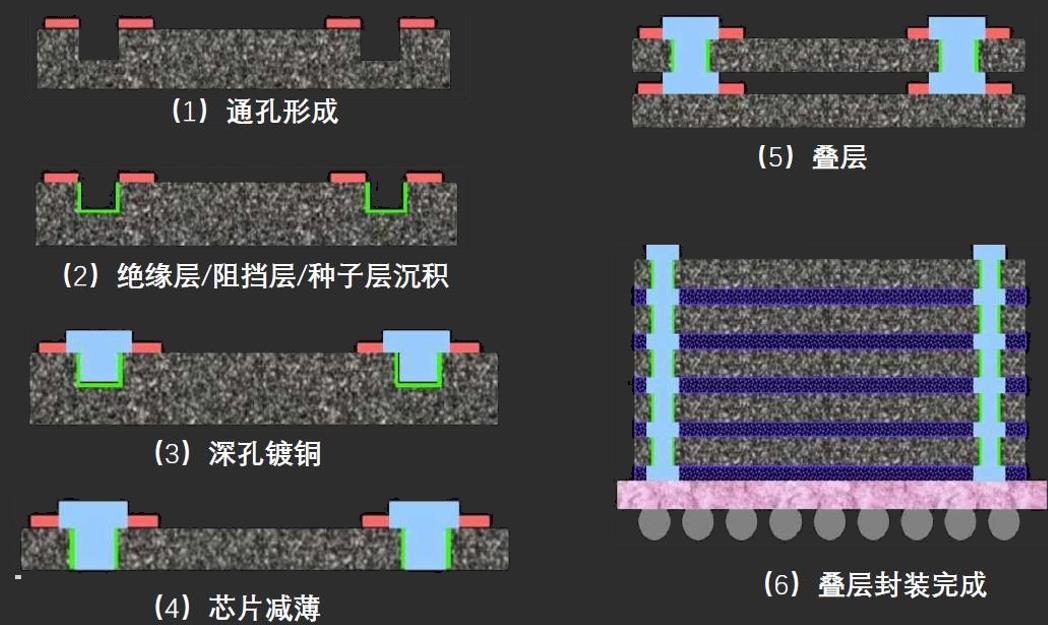 (1) 通孔形成
(2) 绝缘层/阻挡层/种子层沉积
(3) 深孔镀铜
(4) 芯片减薄
(5) 叠层
(6) 叠层封装完成